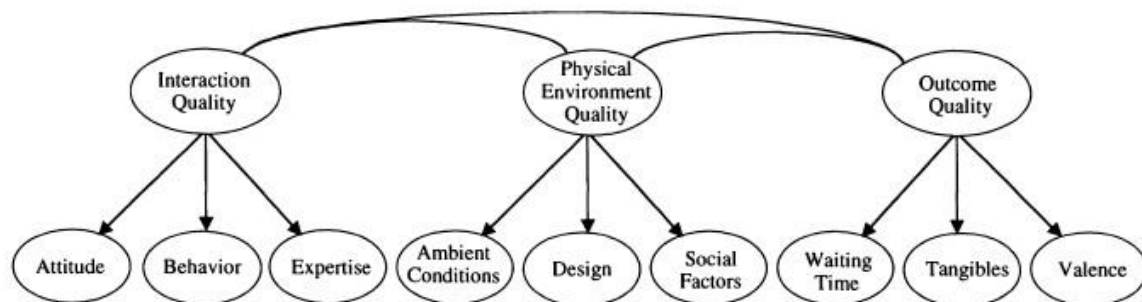 Interaction
Quality
Physical
Environment
Quality
Outcome
Quality
Attitude
Behavior
Expertise
Ambient
Conditions
Design
Social
Factors
Waiting
Time
Tangibles
Valence